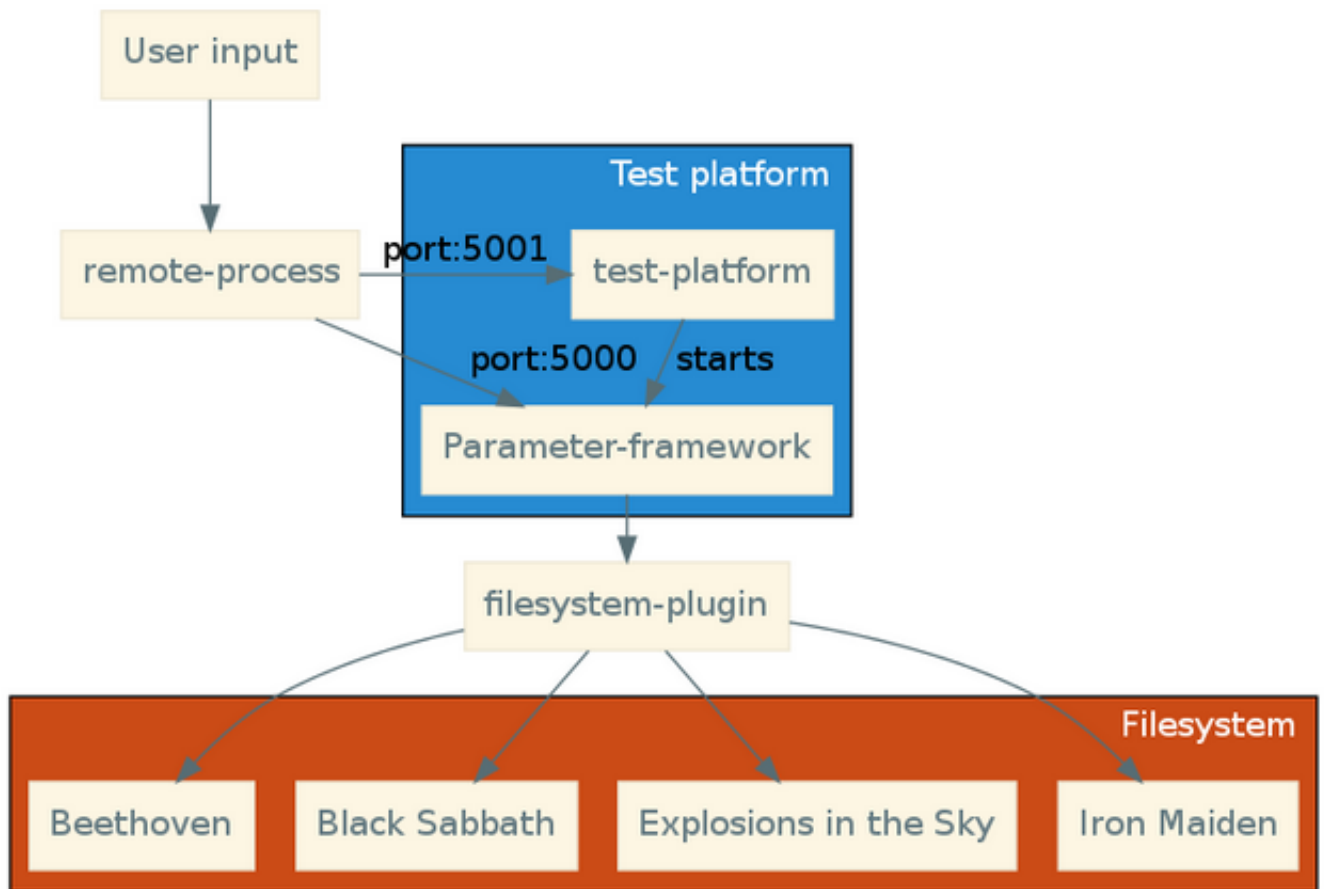 User input
Test platform
remote-process
port:5001
test-platform
port:5000
starts
Parameter-framework
filesystem-plugin
Filesystem
Beethoven
Black Sabbath
Explosions in the Sky
Iron Maiden